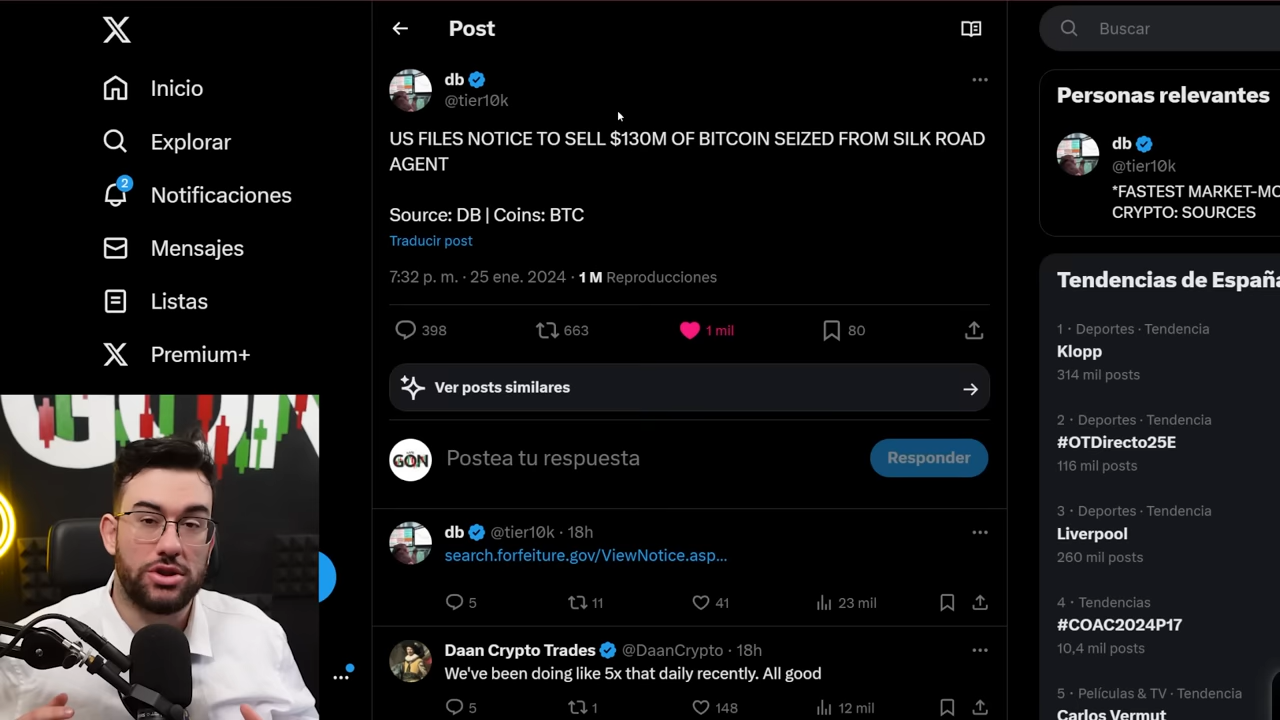 Inicio
Explorar
2
Notificaciones
Mensajes
Listas
Premium+
Post
db
@tier10k
US FILES NOTICE TO SELL $130M OF BITCOIN SEIZED FROM SILK ROAD
AGENT
Source: DB | Coins: BTC
Traducir post
7:32 p. m. · 25 ene. 2024 · 1 M Reproducciones
398 663 1 mil 80
Ver posts similares
GON
Postea tu respuesta
Responder
db @tier10k · 18h
search.forfeiture.gov/ViewNotice.asp...
5 11 41 23 mil
Daan Crypto Trades @DaanCrypto · 18h
We've been doing like 5x that daily recently. All good
5 1 148 12 mil
Buscar
Personas relevantes
db
@tier10k
*FASTEST MARKET-MO
CRYPTO: SOURCES
Tendencias de España
1 · Deportes · Tendencia
Klopp
314 mil posts
2 · Deportes · Tendencia
#OTDirecto25E
116 mil posts
3 · Deportes · Tendencia
Liverpool
260 mil posts
4 · Tendencias
#COAC2024P17
10,4 mil posts
5 · Películas & TV · Tendencia
Carlos Vermut